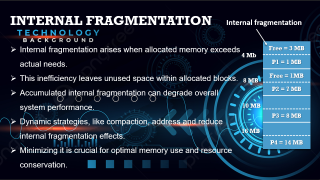 INTERNAL FRAGMENTATION
TECHNOLOGY
BACKGROUND
➢ Internal fragmentation arises when allocated memory exceeds
actual needs.
➢ This inefficiency leaves unused space within allocated blocks.
➢ Accumulated internal fragmentation can degrade overall
system performance.
➢ Dynamic strategies, like compaction, address and reduce
internal fragmentation effects.
➢ Minimizing it is crucial for optimal memory use and resource
conservation.
Internal fragmentation
Free = 3 MB
4 Mb
P1 = 1 MB
Free = 1MB
8 MB
P2 = 7 MB
10 MB
P3 = 8 MB
16 MB
P4 = 14 MB